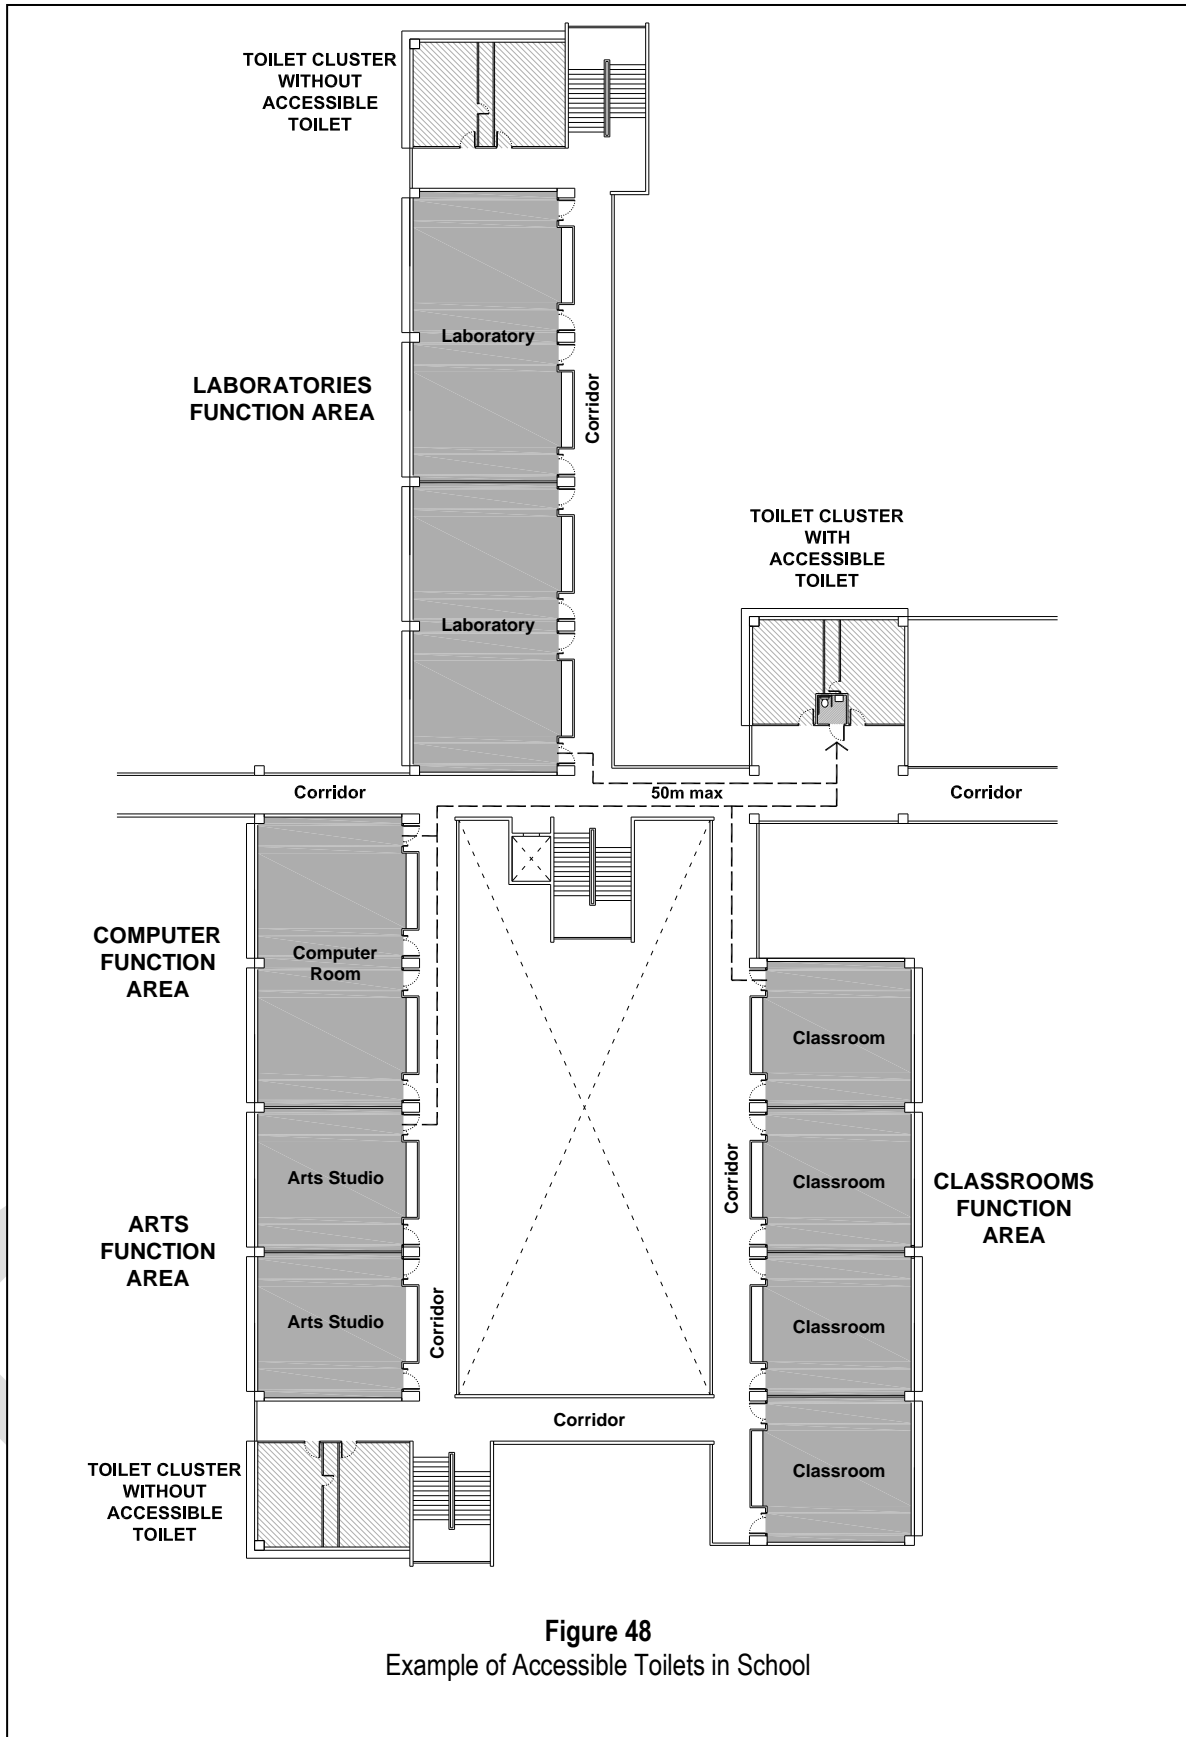 TOILET CLUSTER
WITHOUT
ACCESSIBLE
TOILET
Laboratory
LABORATORIES
FUNCTION AREA
Corridor
TOILET CLUSTER
WITH
ACCESSIBLE
TOILET
Laboratory
Corridor
50m max
Corridor
COMPUTER
FUNCTION
AREA
Computer
Room
Classroom
Arts Studio
Corridor
Classroom
CLASSROOMS
FUNCTION
AREA
ARTS
FUNCTION
AREA
Arts Studio
Corridor
Classroom
Corridor
TOILET CLUSTER
WITHOUT
ACCESSIBLE
TOILET
Classroom
Figure 48
Example of Accessible Toilets in School